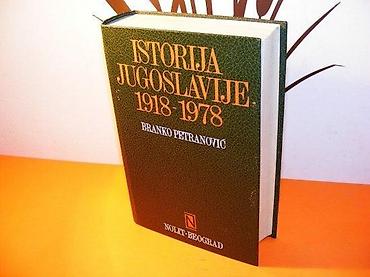 ISTORIJA
JUGOSLAVIJE
1918-1978
BRANKO PETRANOVIĆ
N
NOLIT·BEOGRAD